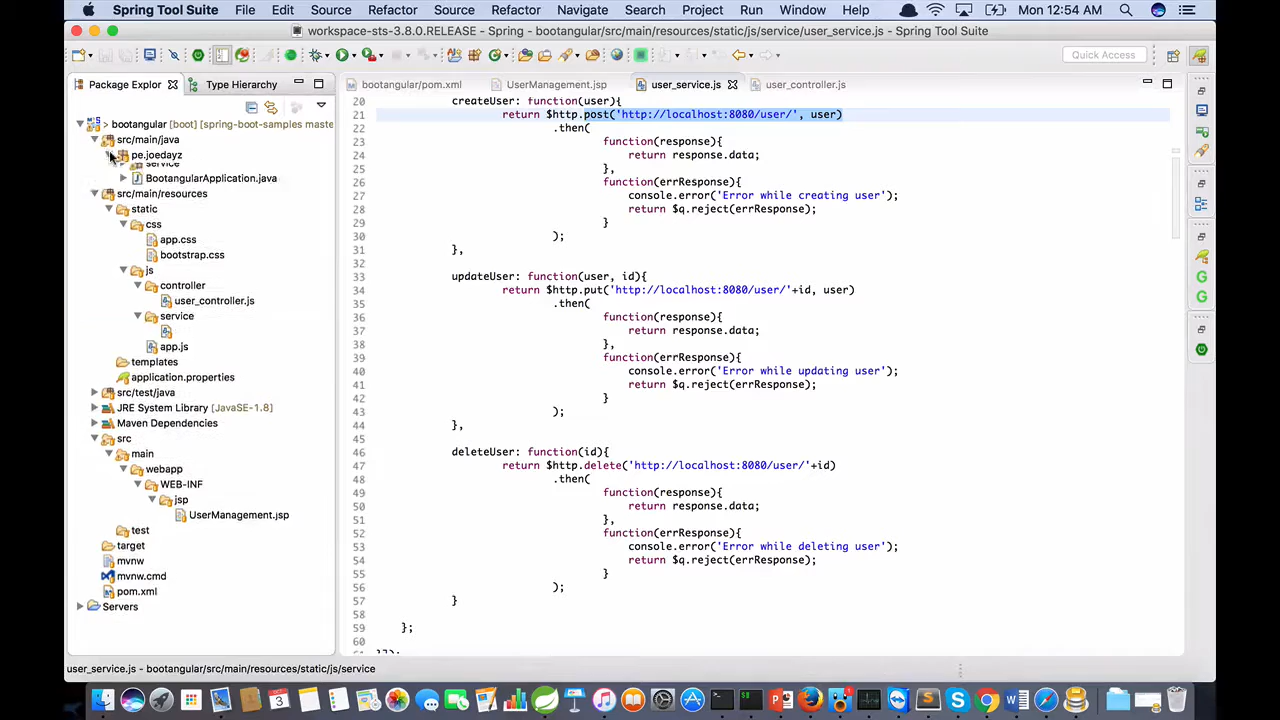 Spring Tool Suite File Edit Source Refactor Source Refactor Navigate Search Project Run Window Help Mon 12:54 AM
workspace-sts-3.8.0.RELEASE - Spring - bootangular/src/main/resources/static/js/service/user_service.js - Spring Tool Suite
Quick Access
Package Explor Type Hierarchy
bootangular/pom.xml UserManagement.jsp user_service.js user_controller.js
> bootangular [boot] [spring-boot-samples maste
src/main/java
pe.joedayz
service
BootangularApplication.java
src/main/resources
static
css
app.css
bootstrap.css
js
controller
user_controller.js
service
app.js
templates
application.properties
src/test/java
JRE System Library [JavaSE-1.8]
Maven Dependencies
src
main
webapp
WEB-INF
jsp
UserManagement.jsp
test
target
mvnw
mvnw.cmd
pom.xml
Servers
20 createUser: function(user){
21 return $http.post('http://localhost:8080/user/', user)
22 .then(
23 function(response){
24 return response.data;
25 },
26 function(errResponse){
27 console.error('Error while creating user');
28 return $q.reject(errResponse);
29 }
30 );
31 },
32
33 updateUser: function(user, id){
34 return $http.put('http://localhost:8080/user/'+id, user)
35 .then(
36 function(response){
37 return response.data;
38 },
39 function(errResponse){
40 console.error('Error while updating user');
41 return $q.reject(errResponse);
42 }
43 );
44 },
45
46 deleteUser: function(id){
47 return $http.delete('http://localhost:8080/user/'+id)
48 .then(
49 function(response){
50 return response.data;
51 },
52 function(errResponse){
53 console.error('Error while deleting user');
54 return $q.reject(errResponse);
55 }
56 );
57 }
58
59 };
60
user_service.js - bootangular/src/main/resources/static/js/service